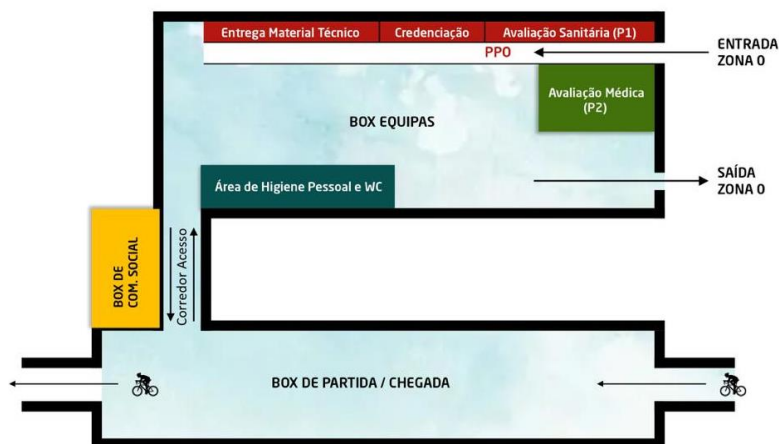 Entrega Material Técnico
Credenciação
Avaliação Sanitária (P1)
PPO
ENTRADA
ZONA 0
Avaliação Médica
(P2)
BOX EQUIPAS
Área de Higiene Pessoal e WC
SAÍDA
ZONA 0
BOX DE
COM. SOCIAL
Corredor Acesso
BOX DE PARTIDA / CHEGADA